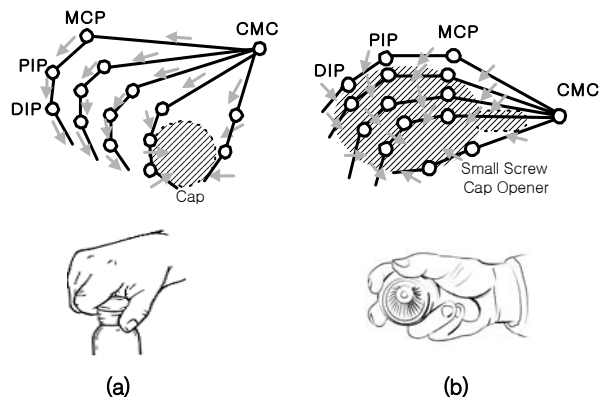 MCP
CMC
PIP
DIP
Cap
(a)
MCP
PIP
DIP
CMC
Small Screw
Cap Opener
(b)